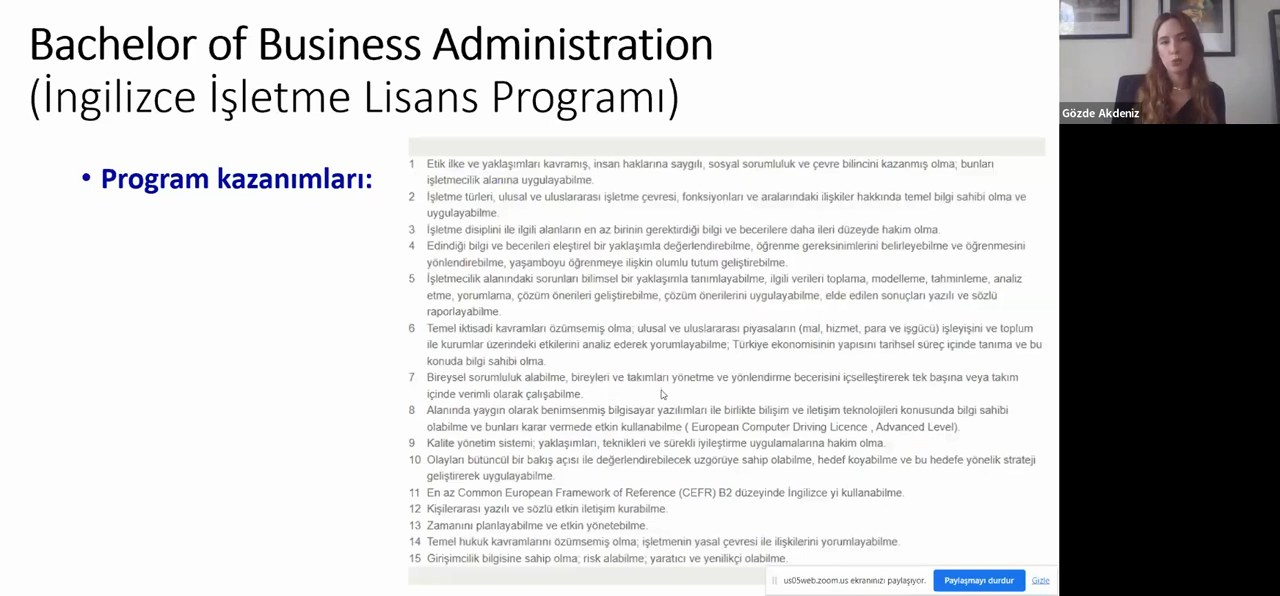 Bachelor of Business Administration
(İngilizce İşletme Lisans Programı)
Gözde Akdeniz
• Program kazanımları:
1 Etik ilke ve yaklaşımları kavramış, insan haklarına saygılı, sosyal sorumluluk ve çevre bilincini kazanmış olma; bunları
işletmecilik alanına uygulayabilme.
2 İşletme türleri, ulusal ve uluslararası işletme çevresi, fonksiyonları ve aralarındaki ilişkiler hakkında temel bilgi sahibi olma ve
uygulayabilme.
3 İşletme disiplini ile ilgili alanların en az birinin gerektirdiği bilgi ve becerilere daha ileri düzeyde hakim olma.
4 Edindiği bilgi ve becerileri eleştirel bir yaklaşımla değerlendirebilme, öğrenme gereksinimlerini belirleyebilme ve öğrenmesini
yönlendirebilme, yaşamboyu öğrenmeye ilişkin olumlu tutum geliştirebilme.
5 İşletmecilik alanındaki sorunları bilimsel bir yaklaşımla tanımlayabilme, ilgili verileri toplama, modelleme, tahminleme, analiz
etme, yorumlama, çözüm önerileri geliştirebilme, çözüm önerilerini uygulayabilme, elde edilen sonuçları yazılı ve sözlü
raporlayabilme.
6 Temel iktisadi kavramları özümsemiş olma; ulusal ve uluslararası piyasaların (mal, hizmet, para ve işgücü) işleyişini ve toplum
ile kurumlar üzerindeki etkilerini analiz ederek yorumlayabilme; Türkiye ekonomisinin yapısını tarihsel süreç içinde tanıma ve bu
konuda bilgi sahibi olma.
7 Bireysel sorumluluk alabilme, bireyleri ve takımları yönetme ve yönlendirme becerisini içselleştirerek tek başına veya takım
içinde verimli olarak çalışabilme.
8 Alanında yaygın olarak benimsenmiş bilgisayar yazılımları ile birlikte bilişim ve iletişim teknolojileri konusunda bilgi sahibi
olabilme ve bunları karar vermede etkin kullanabilme ( European Computer Driving Licence , Advanced Level).
9 Kalite yönetim sistemi; yaklaşımları, teknikleri ve sürekli iyileştirme uygulamalarına hakim olma.
10 Olayları bütüncül bir bakış açısı ile değerlendirebilecek uzgörüye sahip olabilme, hedef koyabilme ve bu hedefe yönelik strateji
geliştirerek uygulayabilme.
11 En az Common European Framework of Reference (CEFR) B2 düzeyinde İngilizce yi kullanabilme.
12 Kişilerarası yazılı ve sözlü etkin iletişim kurabilme.
13 Zamanını planlayabilme ve etkin yönetebilme.
14 Temel hukuk kavramlarını özümsemiş olma; işletmenin yasal çevresi ile ilişkilerini yorumlayabilme.
15 Girişimcilik bilgisine sahip olma; risk alabilme; yaratıcı ve yenilikçi olabilme.
us05web.zoom.us ekranınızı paylaşıyor. Paylaşmayı durdur Gizle